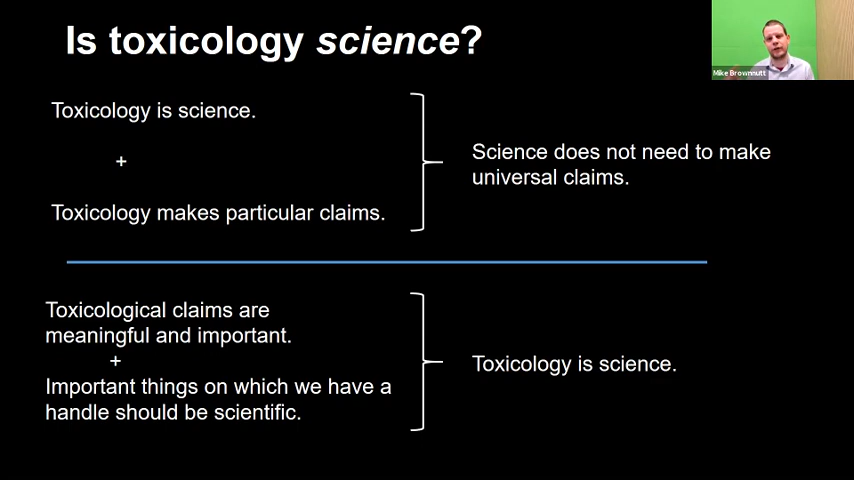 Is toxicology science?
Mike Brownnutt
Toxicology is science.
+
Toxicology makes particular claims.
Science does not need to make
universal claims.
Toxicological claims are
meaningful and important.
+
Important things on which we have a
handle should be scientific.
Toxicology is science.